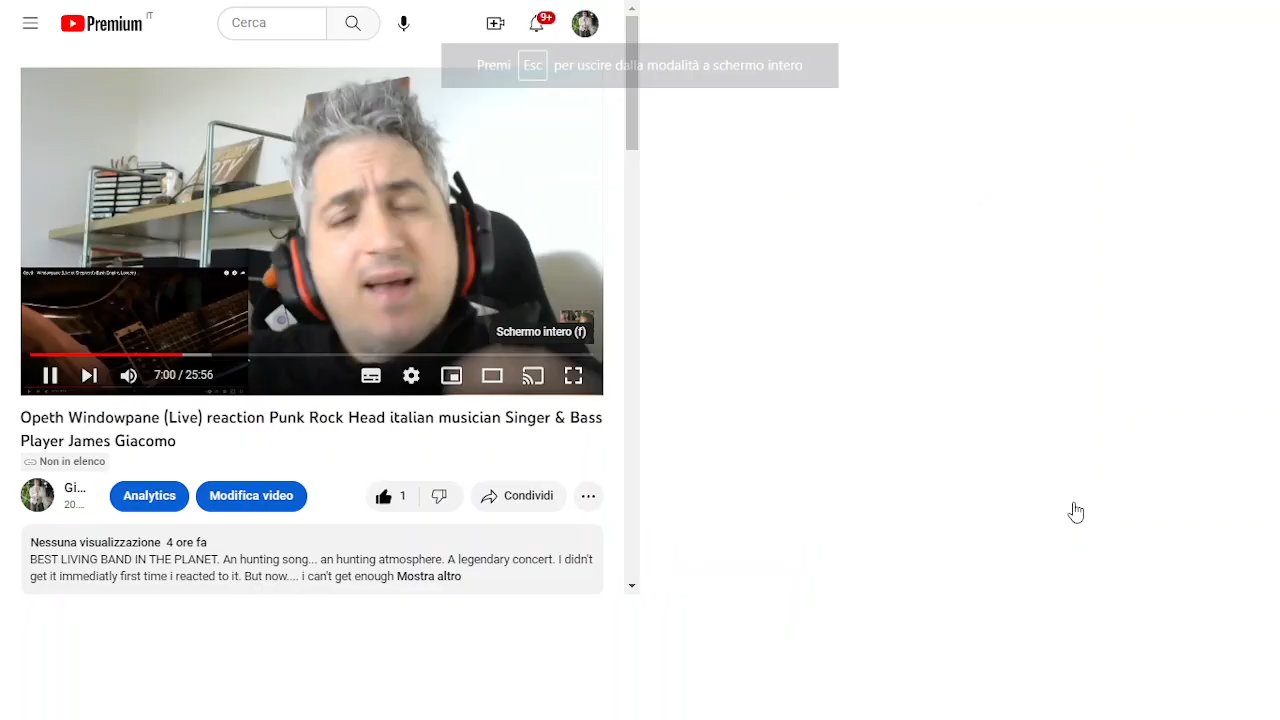 Premium IT
Cerca
9+
Premi Esc per uscire dalla modalità a schermo intero
Schermo intero (f)
7:00 / 25:56
Opeth Windowpane (Live) reaction Punk Rock Head italian musician Singer & Bass
Player James Giacomo
Non in elenco
Gi...
20....
Analytics
Modifica video
1
Condividi
Nessuna visualizzazione 4 ore fa
BEST LIVING BAND IN THE PLANET. An hunting song... an hunting atmosphere. A legendary concert. I didn't
get it immediatly first time i reacted to it. But now.... i can't get enough Mostra altro